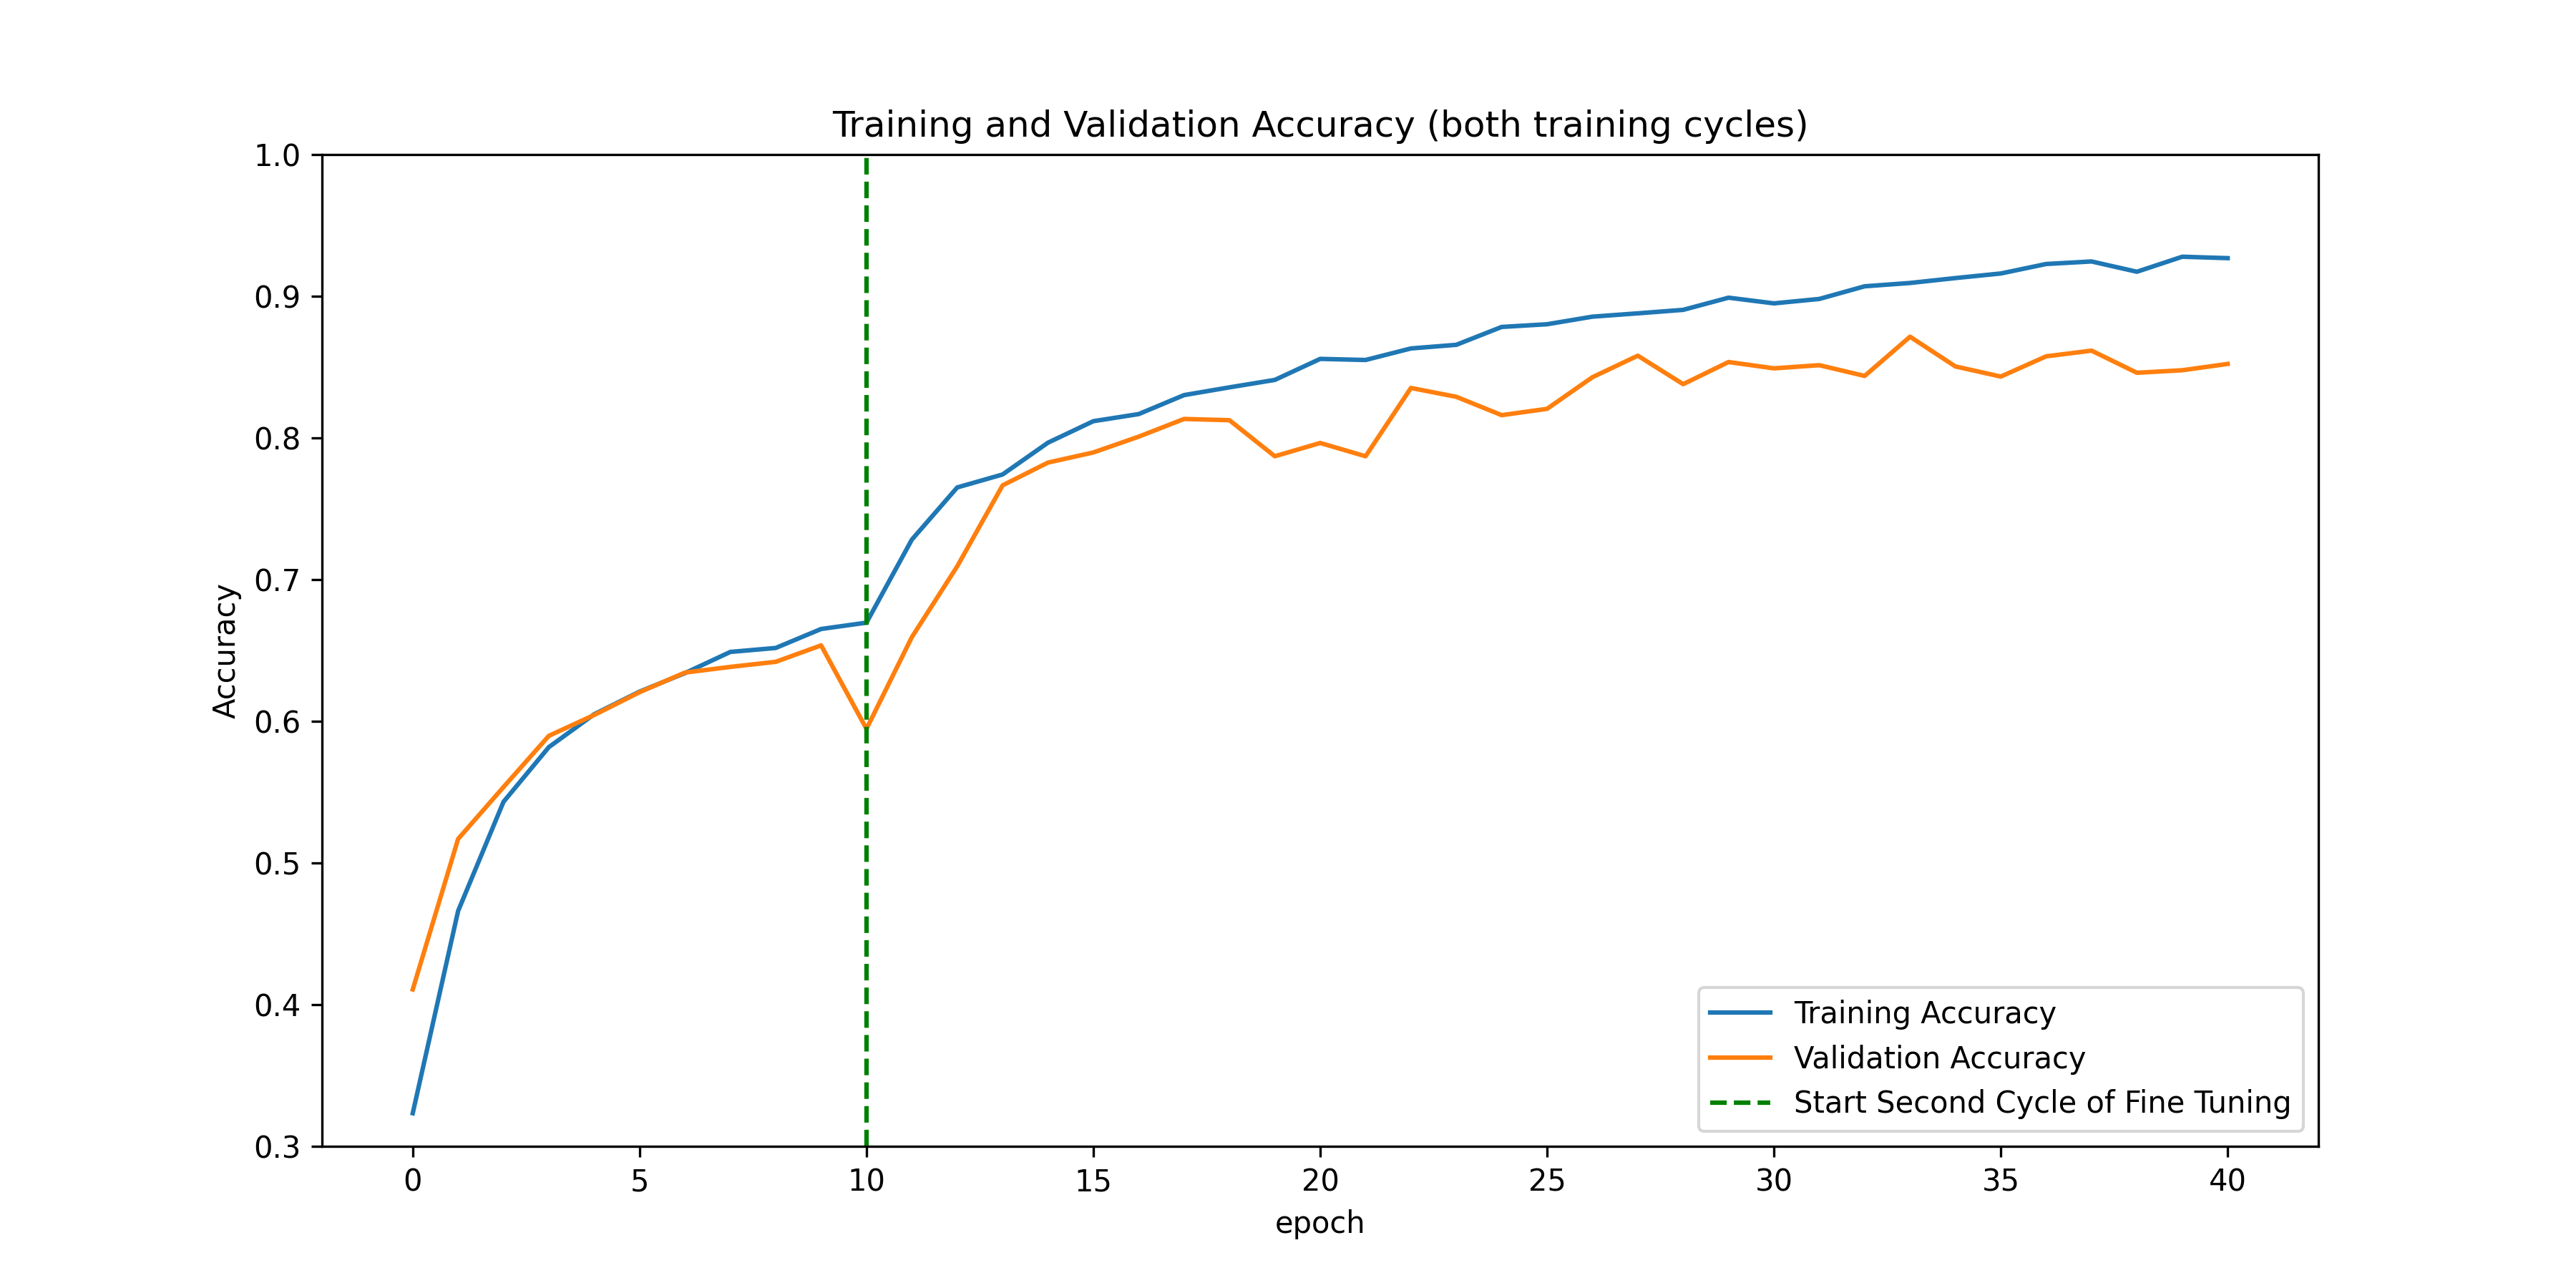 Training and Validation Accuracy (both training cycles)
1.0
0.9
0.8
0.7
0.6
0.5
0.4
0.3
Accuracy
0 5 10 15 20 25 30 35 40
epoch
Training Accuracy
Validation Accuracy
Start Second Cycle of Fine Tuning